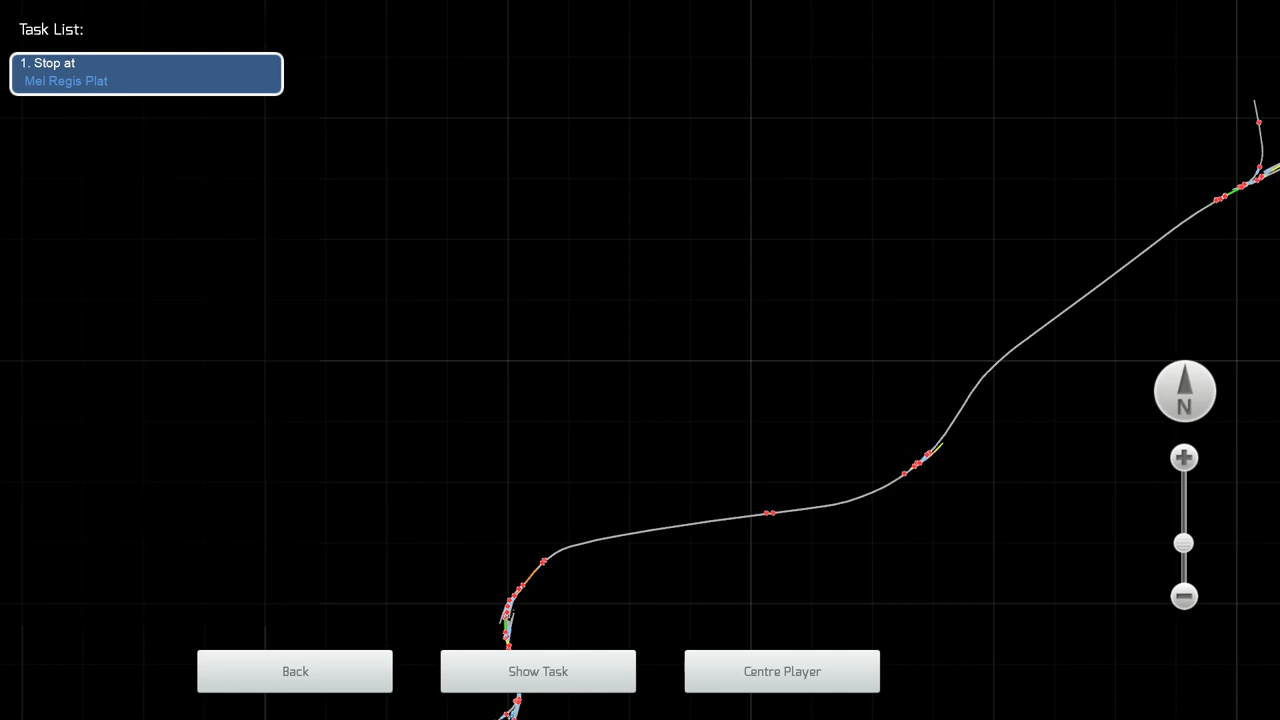 Task List:
1. Stop at
Mel Regis Plat
N
Back
Show Task
Centre Player